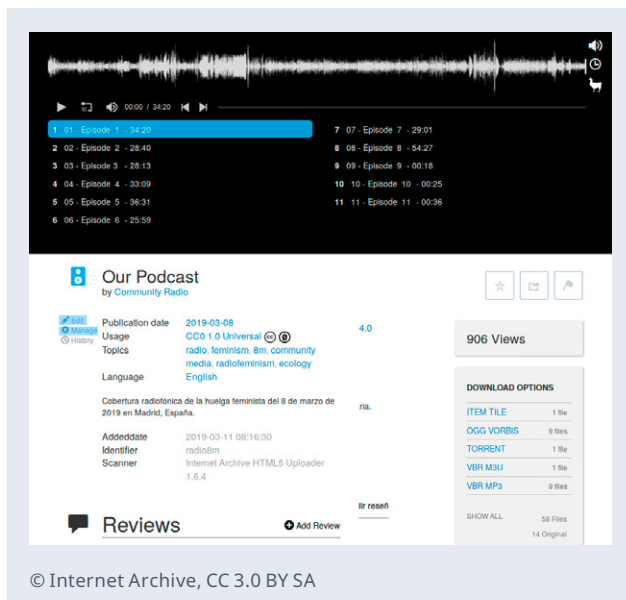 00:00 / 34:20
1 01 - Episode 1 - 34:20
2 02 - Episode 2 - 28:40
3 03 - Episode 3 - 28:13
4 04 - Episode 4 - 33:09
5 05 - Episode 5 - 36:31
6 06 - Episode 6 - 25:59
7 07 - Episode 7 - 29:01
8 08 - Episode 8 - 54:27
9 09 - Episode 9 - 00:18
10 10 - Episode 10 - 00:25
11 11 - Episode 11 - 00:36
Our Podcast
by Community Radio
Edit
Manage
History
Publication date 2019-03-08
Usage CC0 1.0 Universal
4.0
Topics radio, feminism, 8m, community
media, radiofeminism, ecology
Language English
Cobertura radiofónica de la huelga feminista del 8 de marzo de
2019 en Madrid, España.
ria.
Addeddate 2019-03-11 08:16:30
Identifier radio8m
Scanner Internet Archive HTML5 Uploader
1.6.4
lir reseñ
Reviews
Add Review
906 Views
DOWNLOAD OPTIONS
ITEM TILE 1 file
OGG VORBIS 9 files
TORRENT 1 file
VBR M3U 1 file
VBR MP3 9 files
SHOW ALL 58 Files
14 Original
© Internet Archive, CC 3.0 BY SA